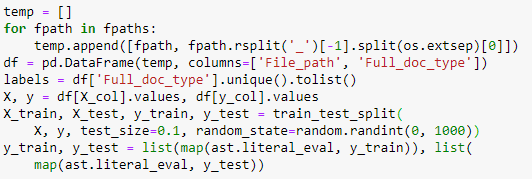 temp = []
for fpath in fpaths:
    temp.append([fpath, fpath.rsplit('_')[-1].split(os.extsep)[0]])
df = pd.DataFrame(temp, columns=['File_path', 'Full_doc_type'])
labels = df['Full_doc_type'].unique().tolist()
X, y = df[X_col].values, df[y_col].values
X_train, X_test, y_train, y_test = train_test_split(
    X, y, test_size=0.1, random_state=random.randint(0, 1000))
y_train, y_test = list(map(ast.literal_eval, y_train)), list(
    map(ast.literal_eval, y_test))